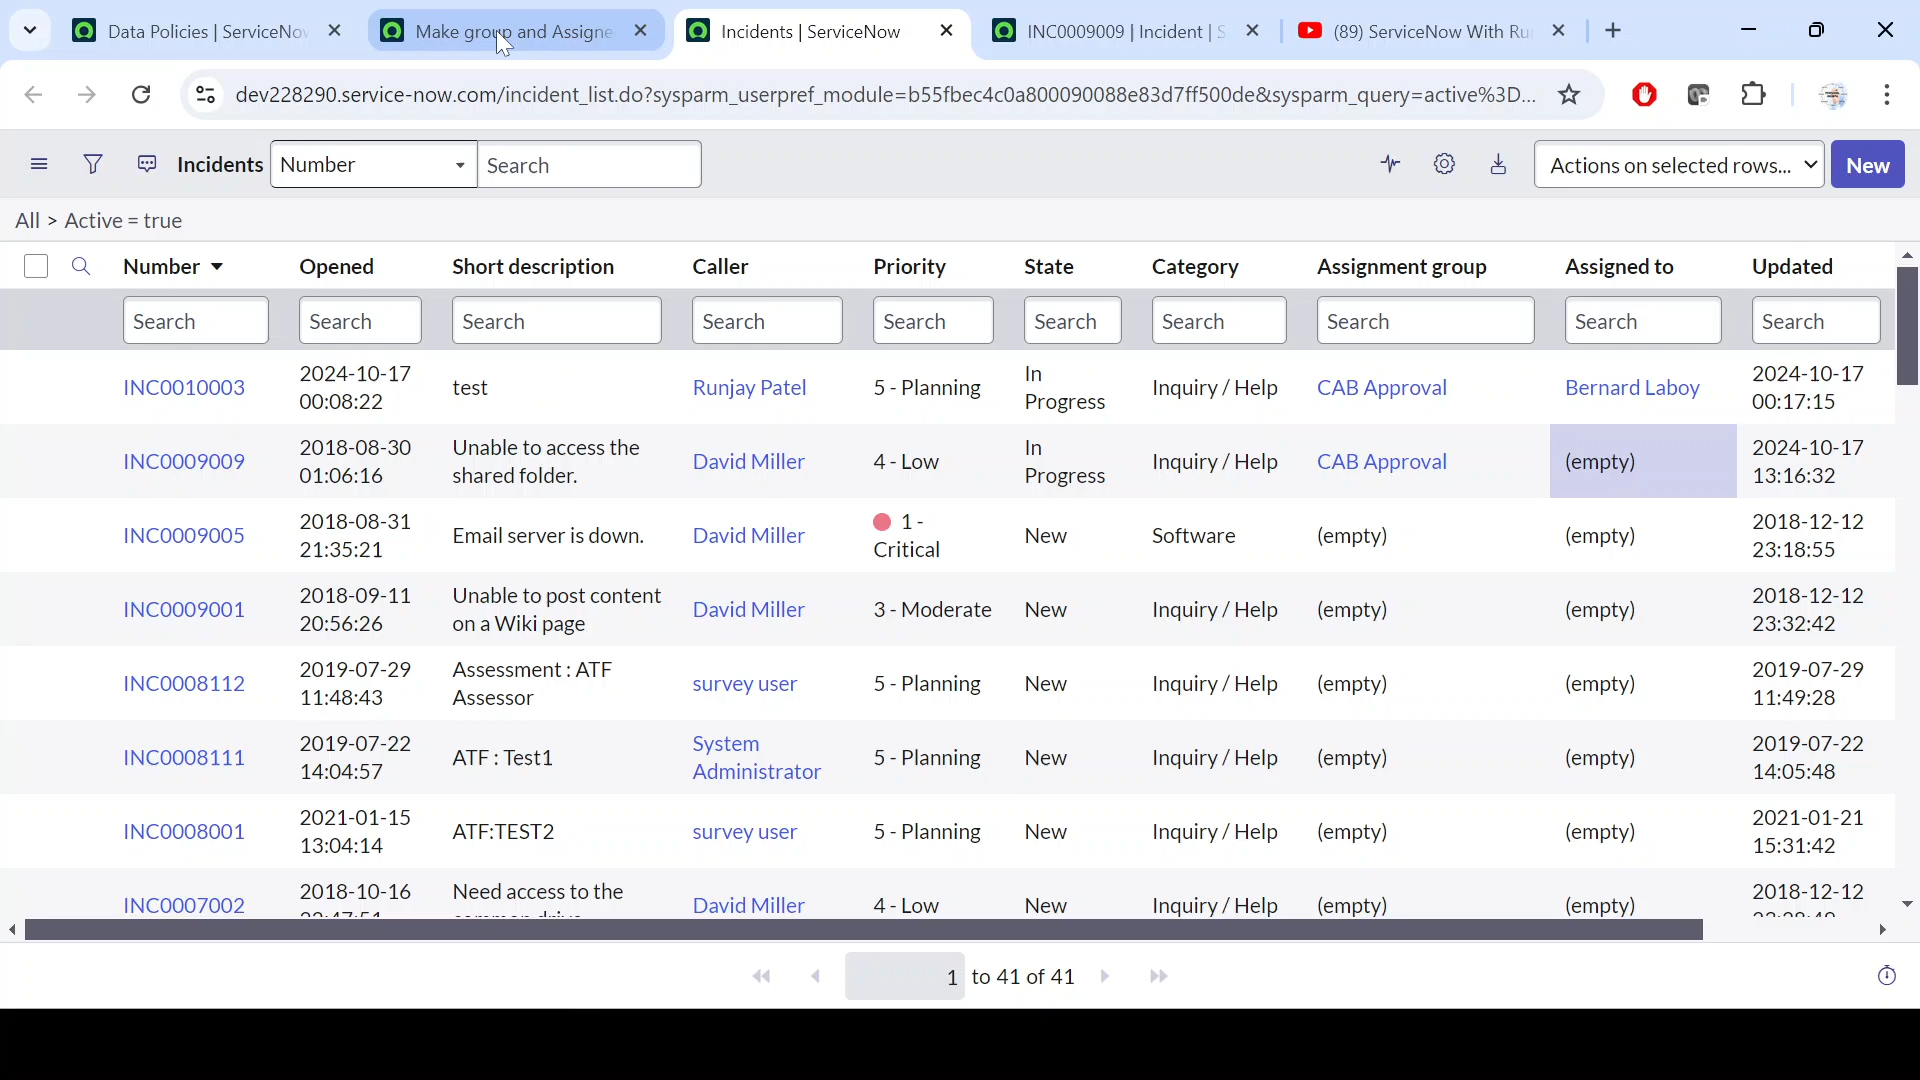 Data Policies | ServiceNow
Make group and Assigne
Incidents | ServiceNow
INC0009009 | Incident | S
(89) ServiceNow With Ru
dev228290.service-now.com/incident_list.do?sysparm_userpref_module=b55fbec4c0a800090088e83d7ff500de&sysparm_query=active%3D...
Incidents Number Search Actions on selected rows... New
All > Active = true
Number Opened Short description Caller Priority State Category Assignment group Assigned to Updated
Search Search Search Search Search Search Search Search Search Search
INC0010003 2024-10-17 00:08:22 test Runjay Patel 5 - Planning In Progress Inquiry / Help CAB Approval Bernard Laboy 2024-10-17 00:17:15
INC0009009 2018-08-30 01:06:16 Unable to access the shared folder. David Miller 4 - Low In Progress Inquiry / Help CAB Approval (empty) 2024-10-17 13:16:32
INC0009005 2018-08-31 21:35:21 Email server is down. David Miller 1 - Critical New Software (empty) (empty) 2018-12-12 23:18:55
INC0009001 2018-09-11 20:56:26 Unable to post content on a Wiki page David Miller 3 - Moderate New Inquiry / Help (empty) (empty) 2018-12-12 23:32:42
INC0008112 2019-07-29 11:48:43 Assessment : ATF Assessor survey user 5 - Planning New Inquiry / Help (empty) (empty) 2019-07-29 11:49:28
INC0008111 2019-07-22 14:04:57 ATF : Test1 System Administrator 5 - Planning New Inquiry / Help (empty) (empty) 2019-07-22 14:05:48
INC0008001 2021-01-15 13:04:14 ATF:TEST2 survey user 5 - Planning New Inquiry / Help (empty) (empty) 2021-01-21 15:31:42
INC0007002 2018-10-16 Need access to the David Miller 4 - Low New Inquiry / Help (empty) (empty) 2018-12-12
1 to 41 of 41